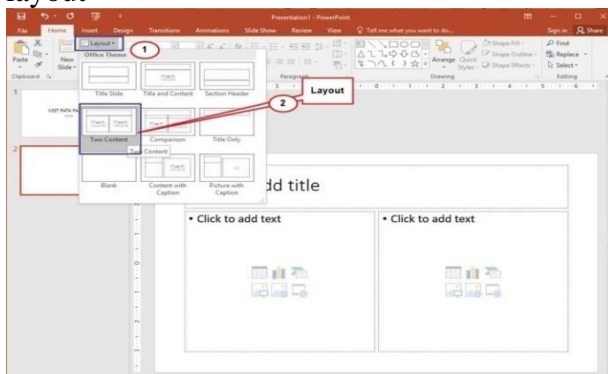 layout
Presentation1 - PowerPoint
File Home Insert Design Transitions Animations Slide Show Review View Tell me what you want to do... Sign in Share
Paste
New Slide
Layout
1
Arrange
Quick Styles
Shape Fill
Shape Outline
Shape Effects
Find
Replace
Select
Clipboard
Paragraph
Drawing
Editing
Office Theme
Title Slide
Title and Content
Section Header
Two Content
Comparison
Title Only
Two Content
Blank
Content with Caption
Picture with Caption
2
Layout
1
2
dd title
• Click to add text
• Click to add text